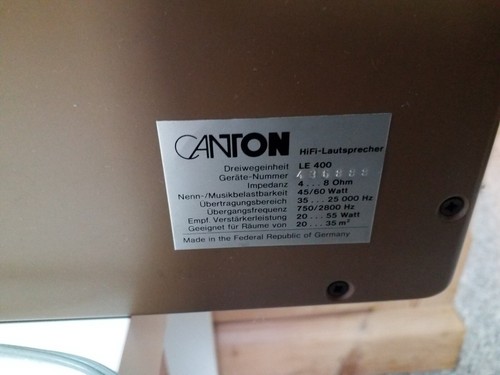 CANTON HiFi-Lautsprecher
Dreiwegeinheit LE 400
Geräte-Nummer
Impedanz 4...8 Ohm
Nenn-/Musikbelastbarkeit 45/60 Watt
Übertragungsbereich 35...25 000 Hz
Übergangsfrequenz 750/2800 Hz
Empf. Verstärkerleistung 20...55 Watt
Geeignet für Räume von 20...35 m²
Made in the Federal Republic of Germany